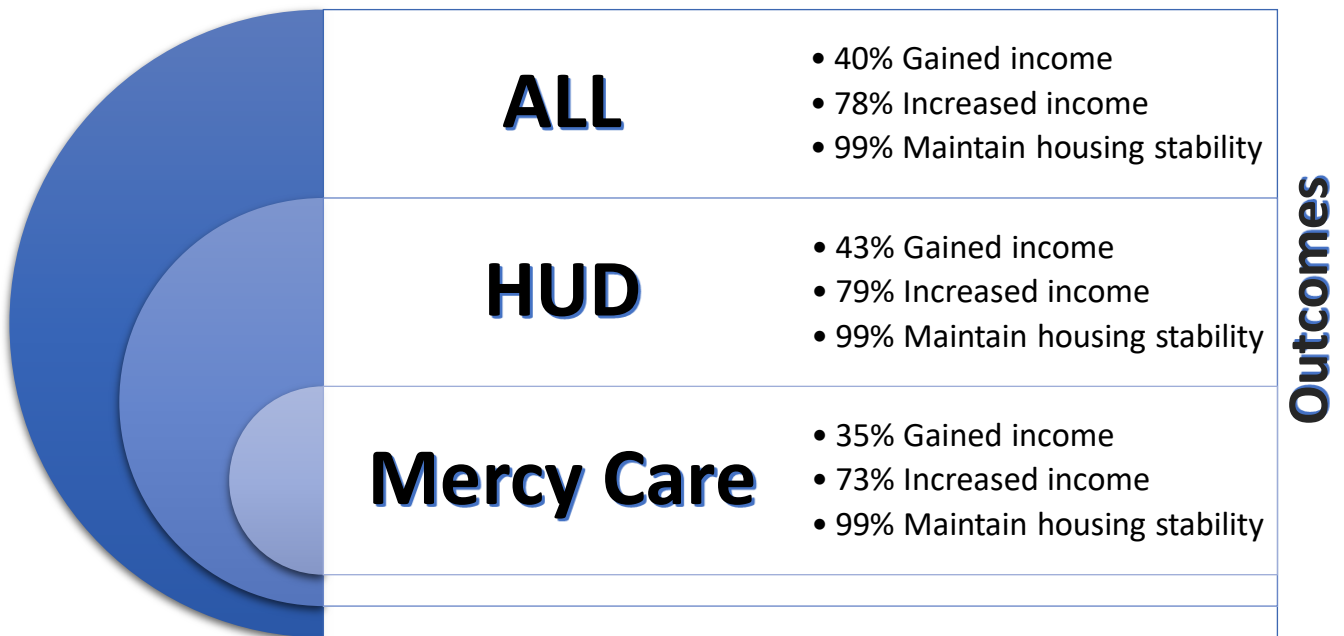 ALL
• 40% Gained income
• 78% Increased income
• 99% Maintain housing stability
HUD
• 43% Gained income
• 79% Increased income
• 99% Maintain housing stability
Mercy Care
• 35% Gained income
• 73% Increased income
• 99% Maintain housing stability
Outcomes